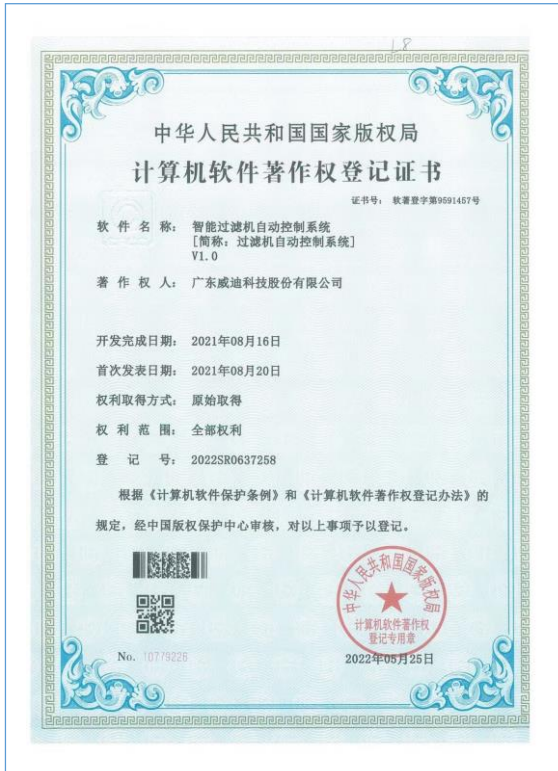 L8
中华人民共和国国家版权局
计算机软件著作权登记证书
证书号： 软著登字第9591457号
软 件 名 称： 智能过滤机自动控制系统
[简称：过滤机自动控制系统]
V1.0
著 作 权 人： 广东威迪科技股份有限公司
开发完成日期： 2021年08月16日
首次发表日期： 2021年08月20日
权利取得方式： 原始取得
权 利 范 围： 全部权利
登 记 号： 2022SR0637258
根据《计算机软件保护条例》和《计算机软件著作权登记办法》的
规定，经中国版权保护中心审核，对以上事项予以登记。
中华人民共和国国家版权局
计算机软件著作权
登记专用章
No. 10779226
2022年05月25日